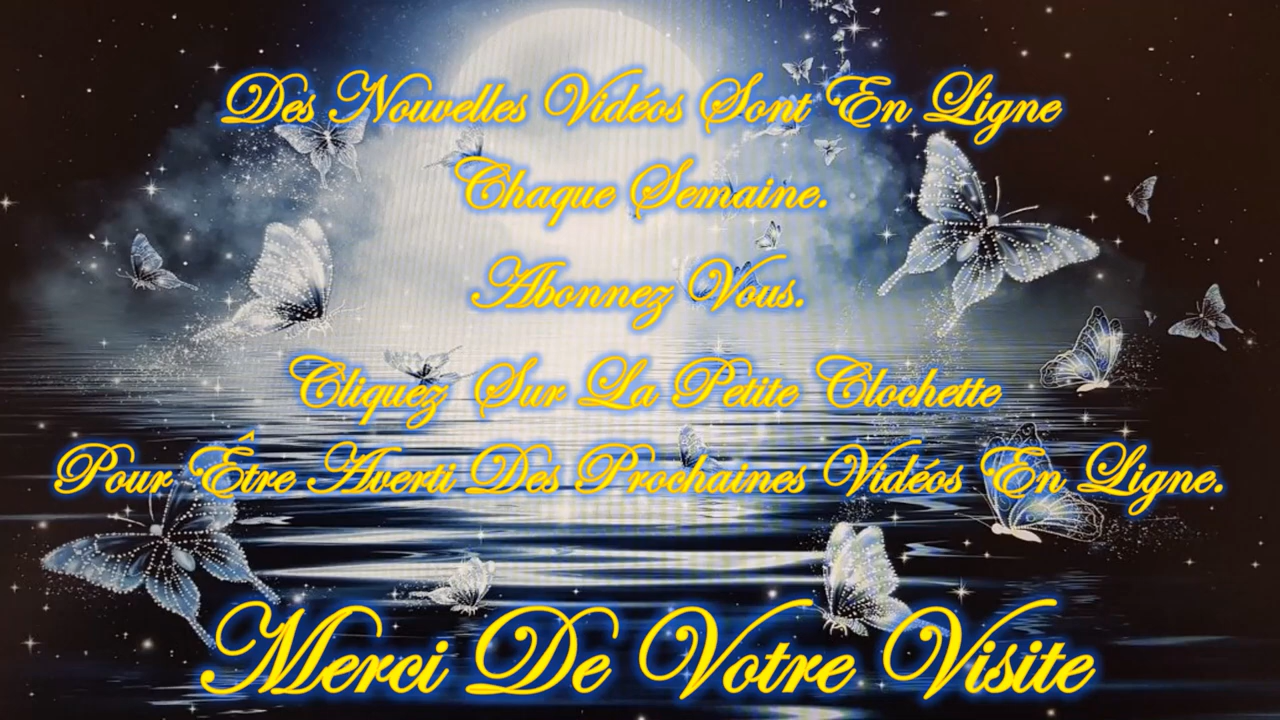 Des Nouvelles Vidéos Sont En Ligne
Chaque Semaine.
Abonnez Vous.
Cliquez Sur La Petite Clochette
Pour Être Averti Des Prochaines Vidéos En Ligne.
Merci De Votre Visite